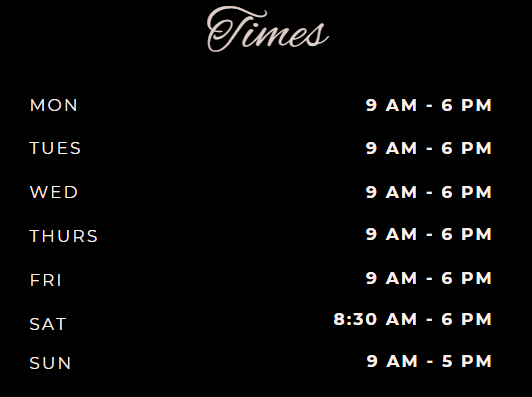 Times
MON 9 AM - 6 PM
TUES 9 AM - 6 PM
WED 9 AM - 6 PM
THURS 9 AM - 6 PM
FRI 9 AM - 6 PM
SAT 8:30 AM - 6 PM
SUN 9 AM - 5 PM